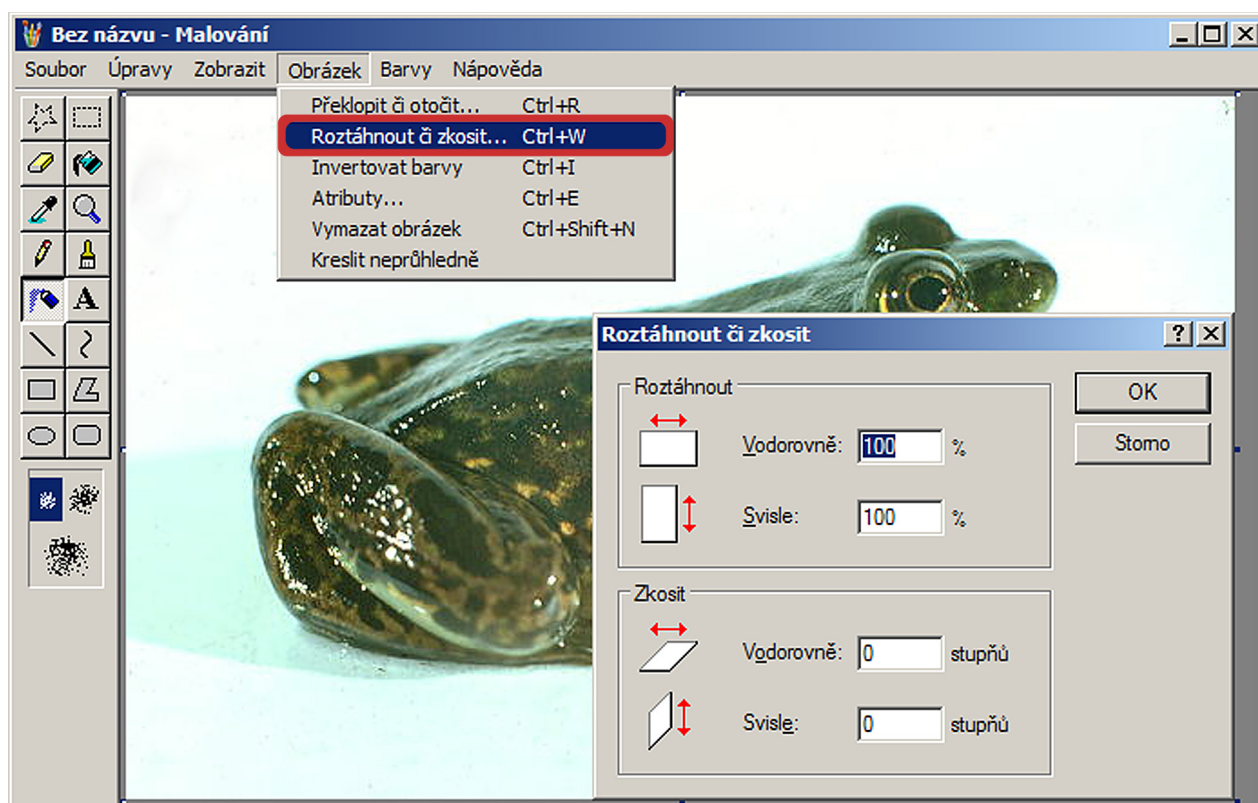 Bez názvu - Malování
Soubor Úpravy Zobrazit Obrázek Barvy Nápověda
Překlopit či otočit... Ctrl+R
Roztáhnout či zkosit... Ctrl+W
Invertovat barvy Ctrl+I
Atributy... Ctrl+E
Vymazat obrázek Ctrl+Shift+N
Kreslit neprůhledně
A
Roztáhnout či zkosit
Roztáhnout
Vodorovně: 100 %
Svisle: 100 %
Zkosit
Vodorovně: 0 stupňů
Svisle: 0 stupňů
OK
Storno